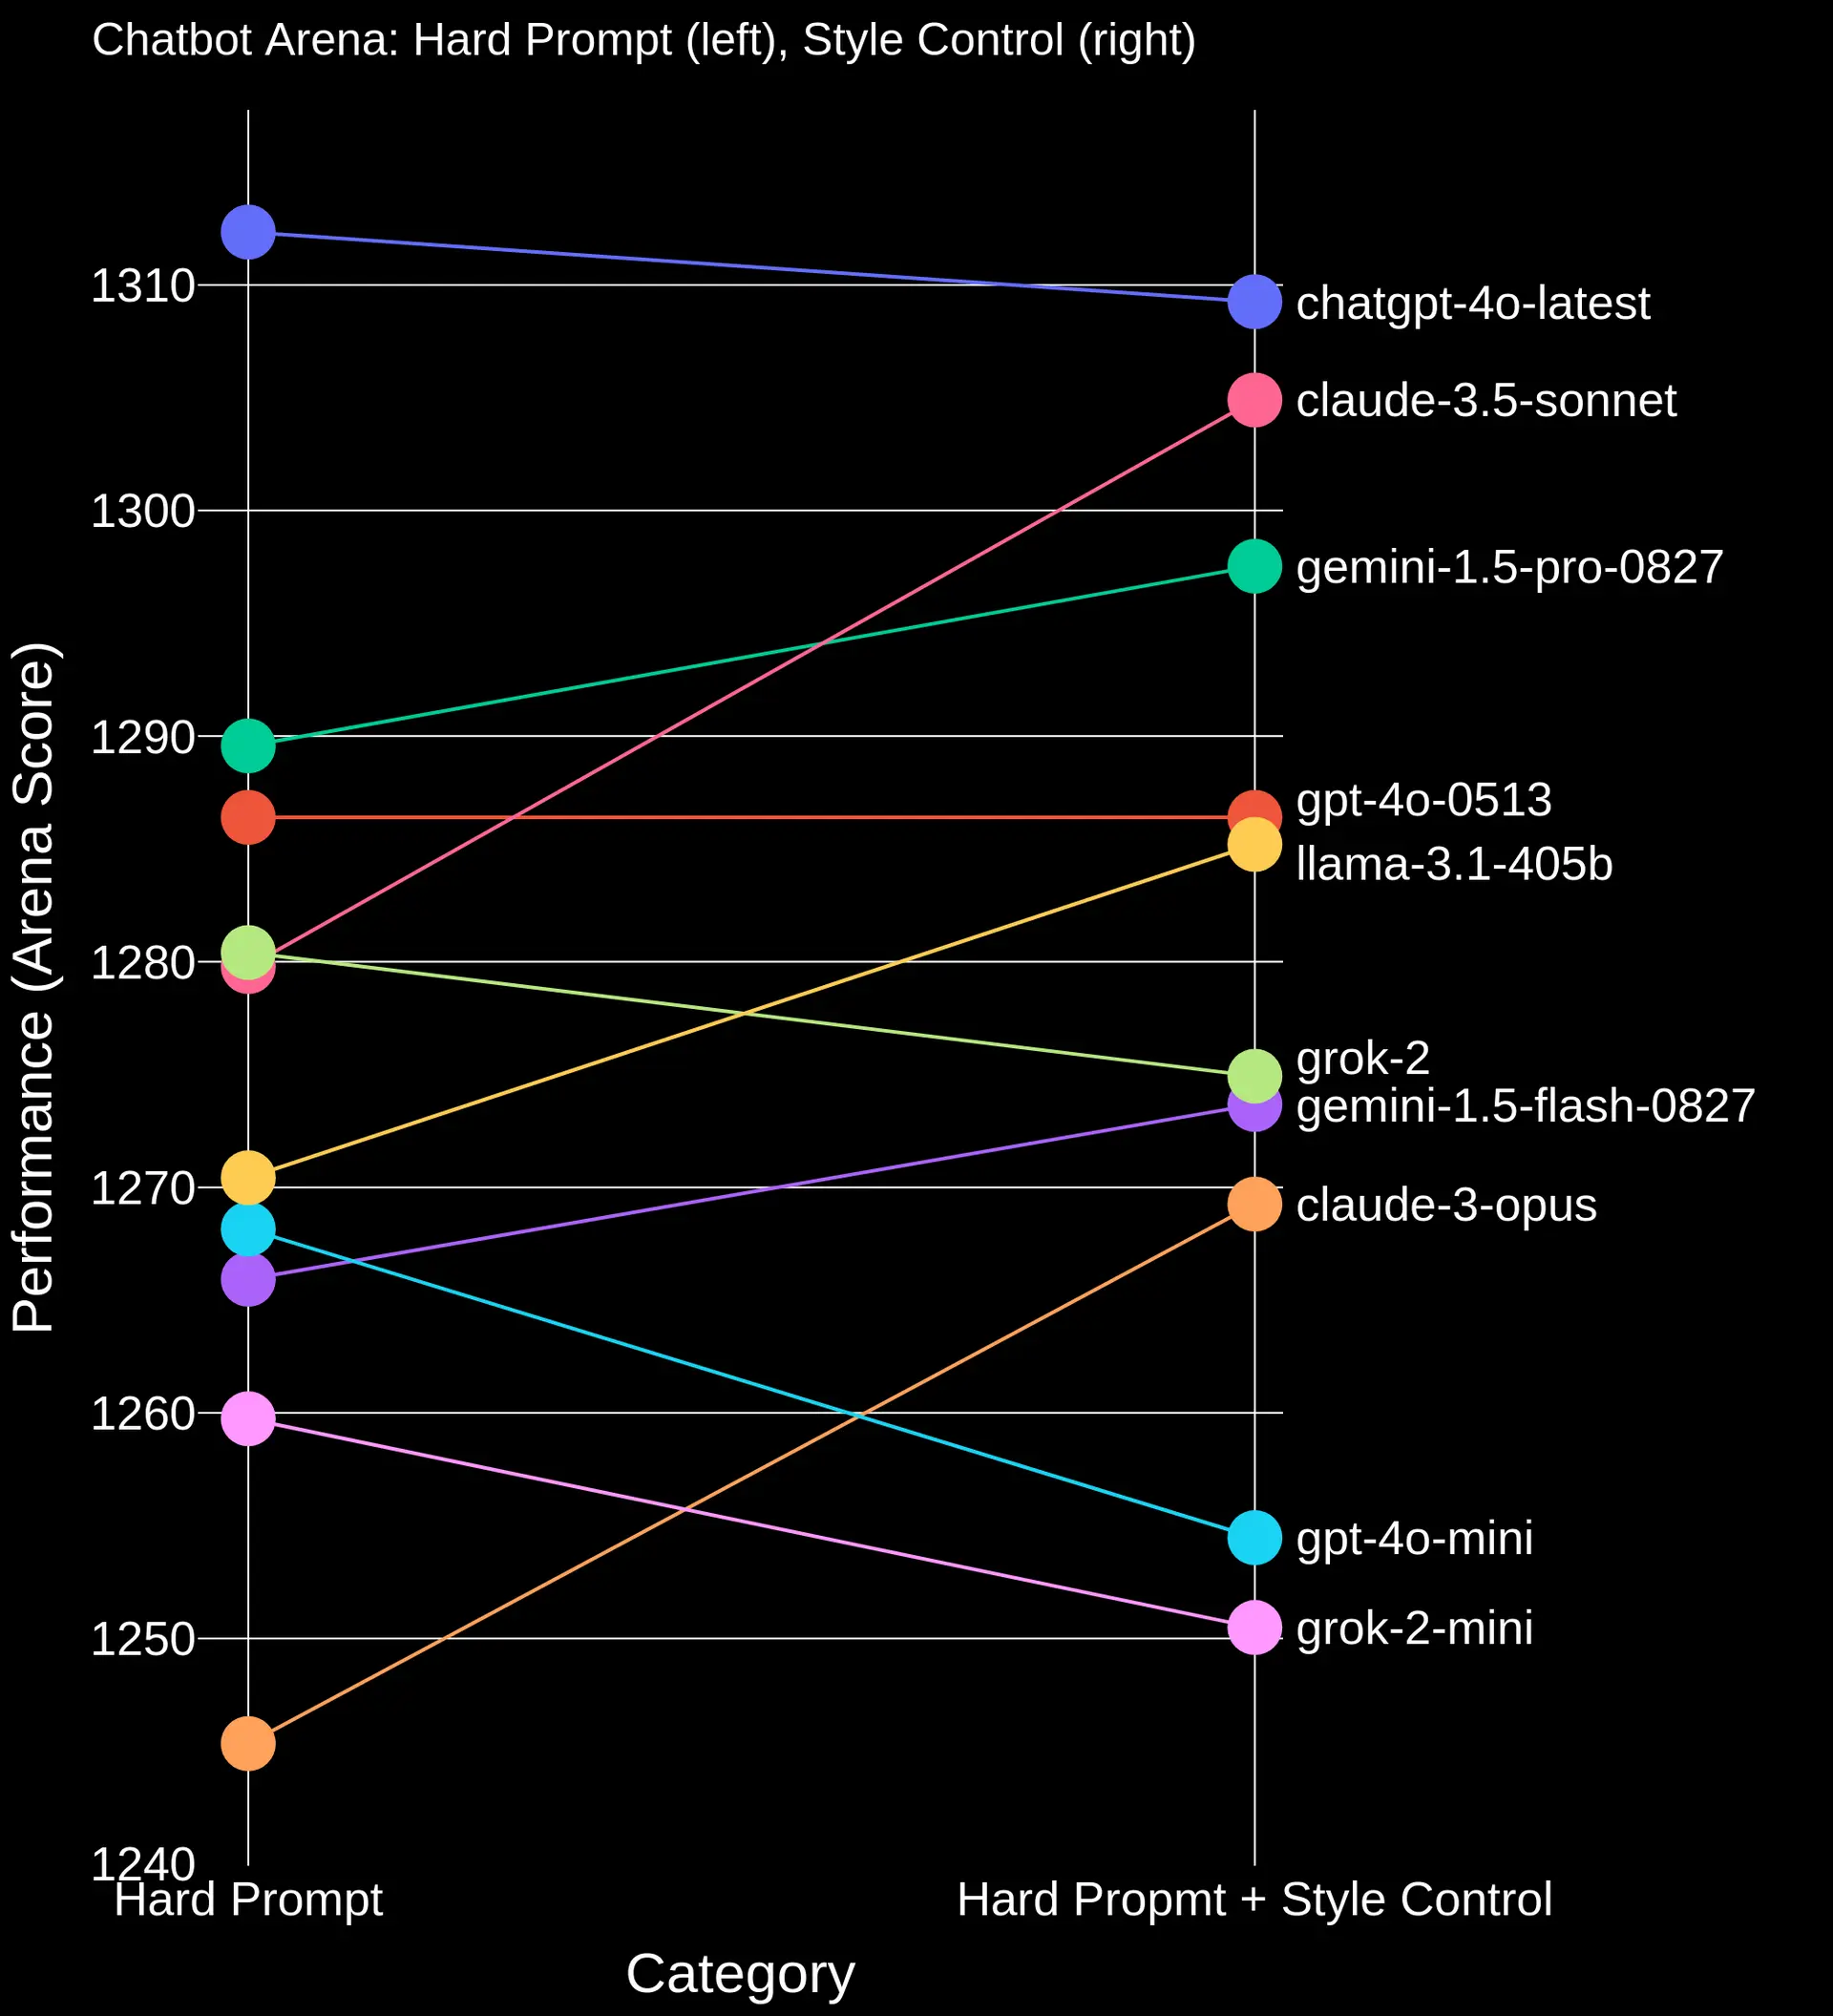 Chatbot Arena: Hard Prompt (left), Style Control (right)
Performance (Arena Score)
1310
1300
1290
1280
1270
1260
1250
1240
chatgpt-4o-latest
claude-3.5-sonnet
gemini-1.5-pro-0827
gpt-4o-0513
llama-3.1-405b
grok-2
gemini-1.5-flash-0827
claude-3-opus
gpt-4o-mini
grok-2-mini
Hard Prompt
Hard Propmt + Style Control
Category